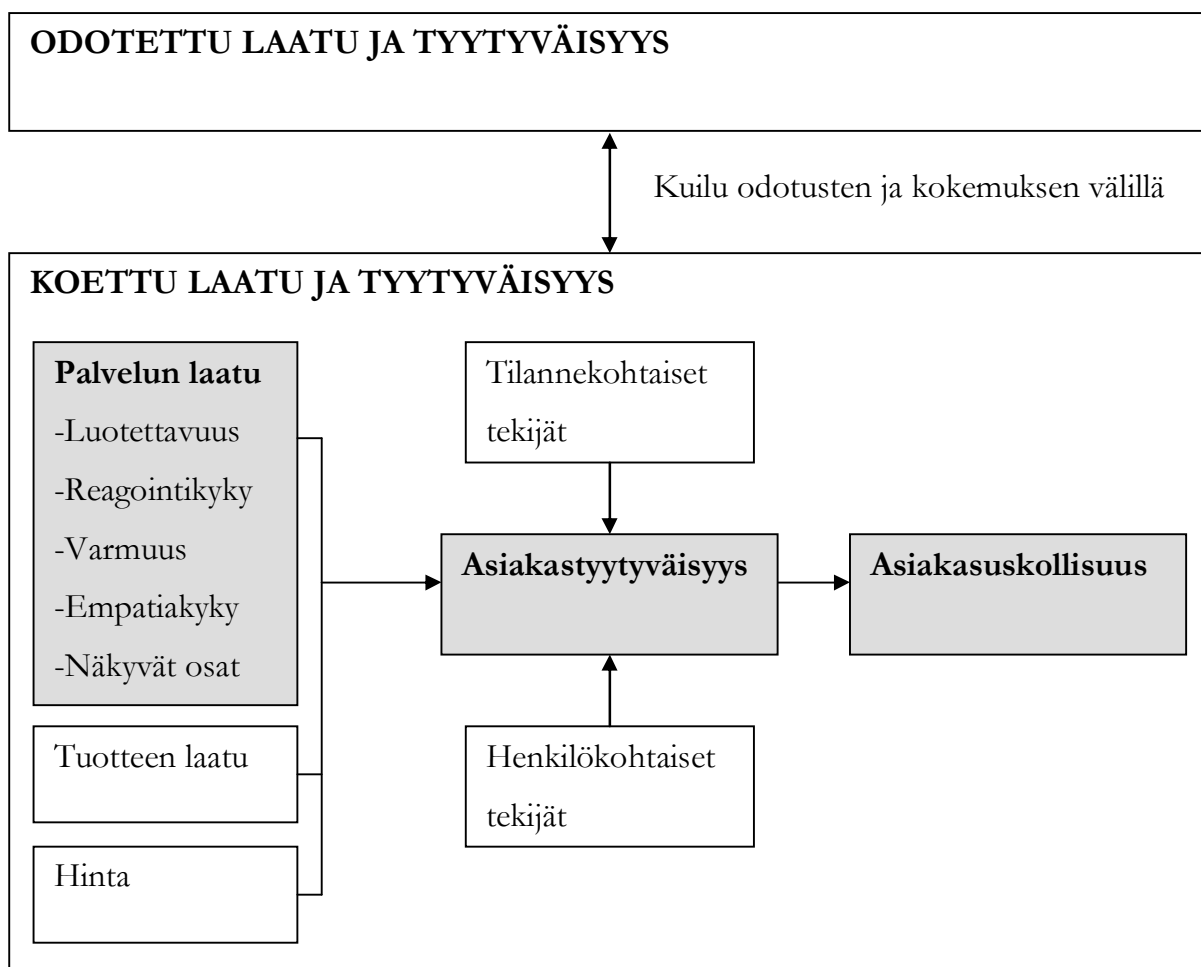 ODOTETTU LAATU JA TYYTYVÄISYYS
Kuilu odotusten ja kokemuksen välillä
KOETTU LAATU JA TYYTYVÄISYYS
Palvelun laatu
-Luotettavuus
-Reagointikyky
-Varmuus
-Empatiakyky
-Näkyvät osat
Tuotteen laatu
Hinta
Tilannekohtaiset
tekijät
Asiakastyytyväisyys
Henkilökohtaiset
tekijät
Asiakasuskollisuus